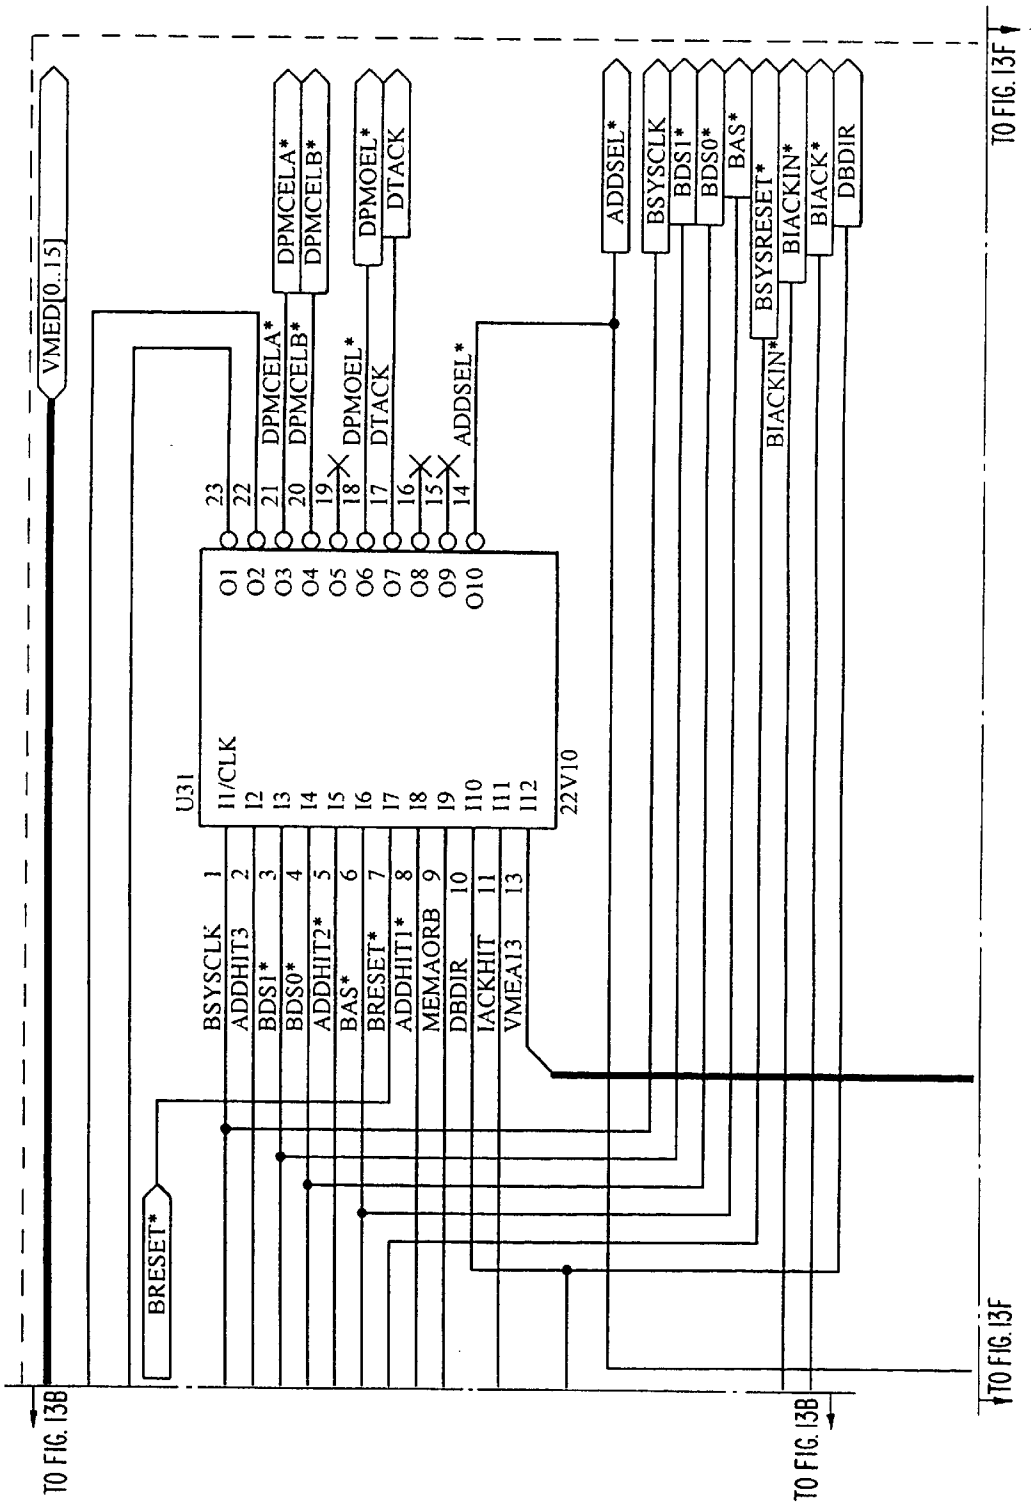 TO FIG. 13B
VMED[0..15]
BRESET*
U31
BSYSCLK 1 I1/CLK
ADDHIT3 2 I2
BDS1* 3 I3
BDS0* 4 I4
ADDHIT2* 5 I5
BAS* 6 I6
BRESET* 7 I7
ADDHIT1* 8 I8
MEMAORB 9 I9
DBDIR 10 I10
IACKHIT 11 I11
VMEA13 13 I12
22V10
O1 23
O2 22
O3 21 DPMCELA* DPMCELA*
O4 20 DPMCELB* DPMCELB*
O5 19
O6 18 DPMOEL* DPMOEL*
O7 17 DTACK DTACK
O8 16
O9 15
O10 14 ADDSEL*
ADDSEL*
BSYSCLK
BDS1*
BDS0*
BAS*
BSYSRESET*
BIACKIN* BIACKIN*
BIACK*
DBDIR
TO FIG. 13B
TO FIG. 13F
TO FIG. 13F